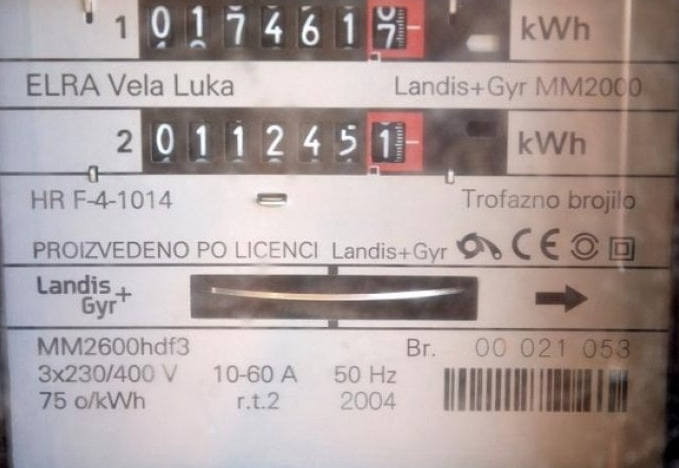 1 0174617 kWh
ELRA Vela Luka Landis+Gyr MM2000
2 0112451 kWh
HR F-4-1014 Trofazno brojilo
PROIZVEDENO PO LICENCI Landis+Gyr CE
Landis+
Gyr
MM2600hdf3 Br. 00 021 053
3x230/400 V 10-60 A 50 Hz
75 o/kWh r.t.2 2004